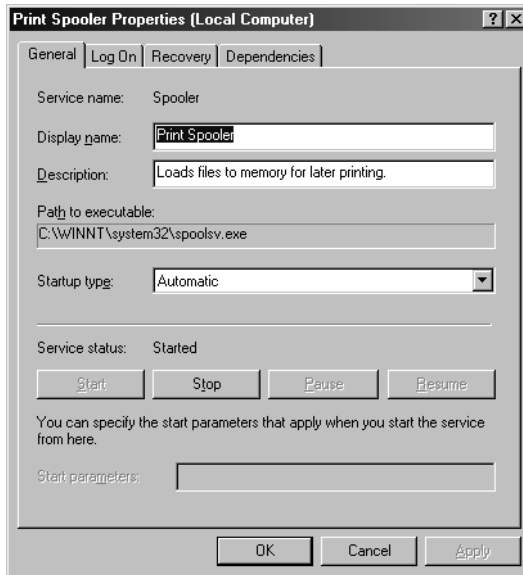 Print Spooler Properties (Local Computer)
General Log On Recovery Dependencies
Service name: Spooler
Display name: Print Spooler
Description: Loads files to memory for later printing.
Path to executable:
C:\WINNT\system32\spoolsv.exe
Startup type: Automatic
Service status: Started
Start Stop Pause Resume
You can specify the start parameters that apply when you start the service
from here.
Start parameters:
OK Cancel Apply